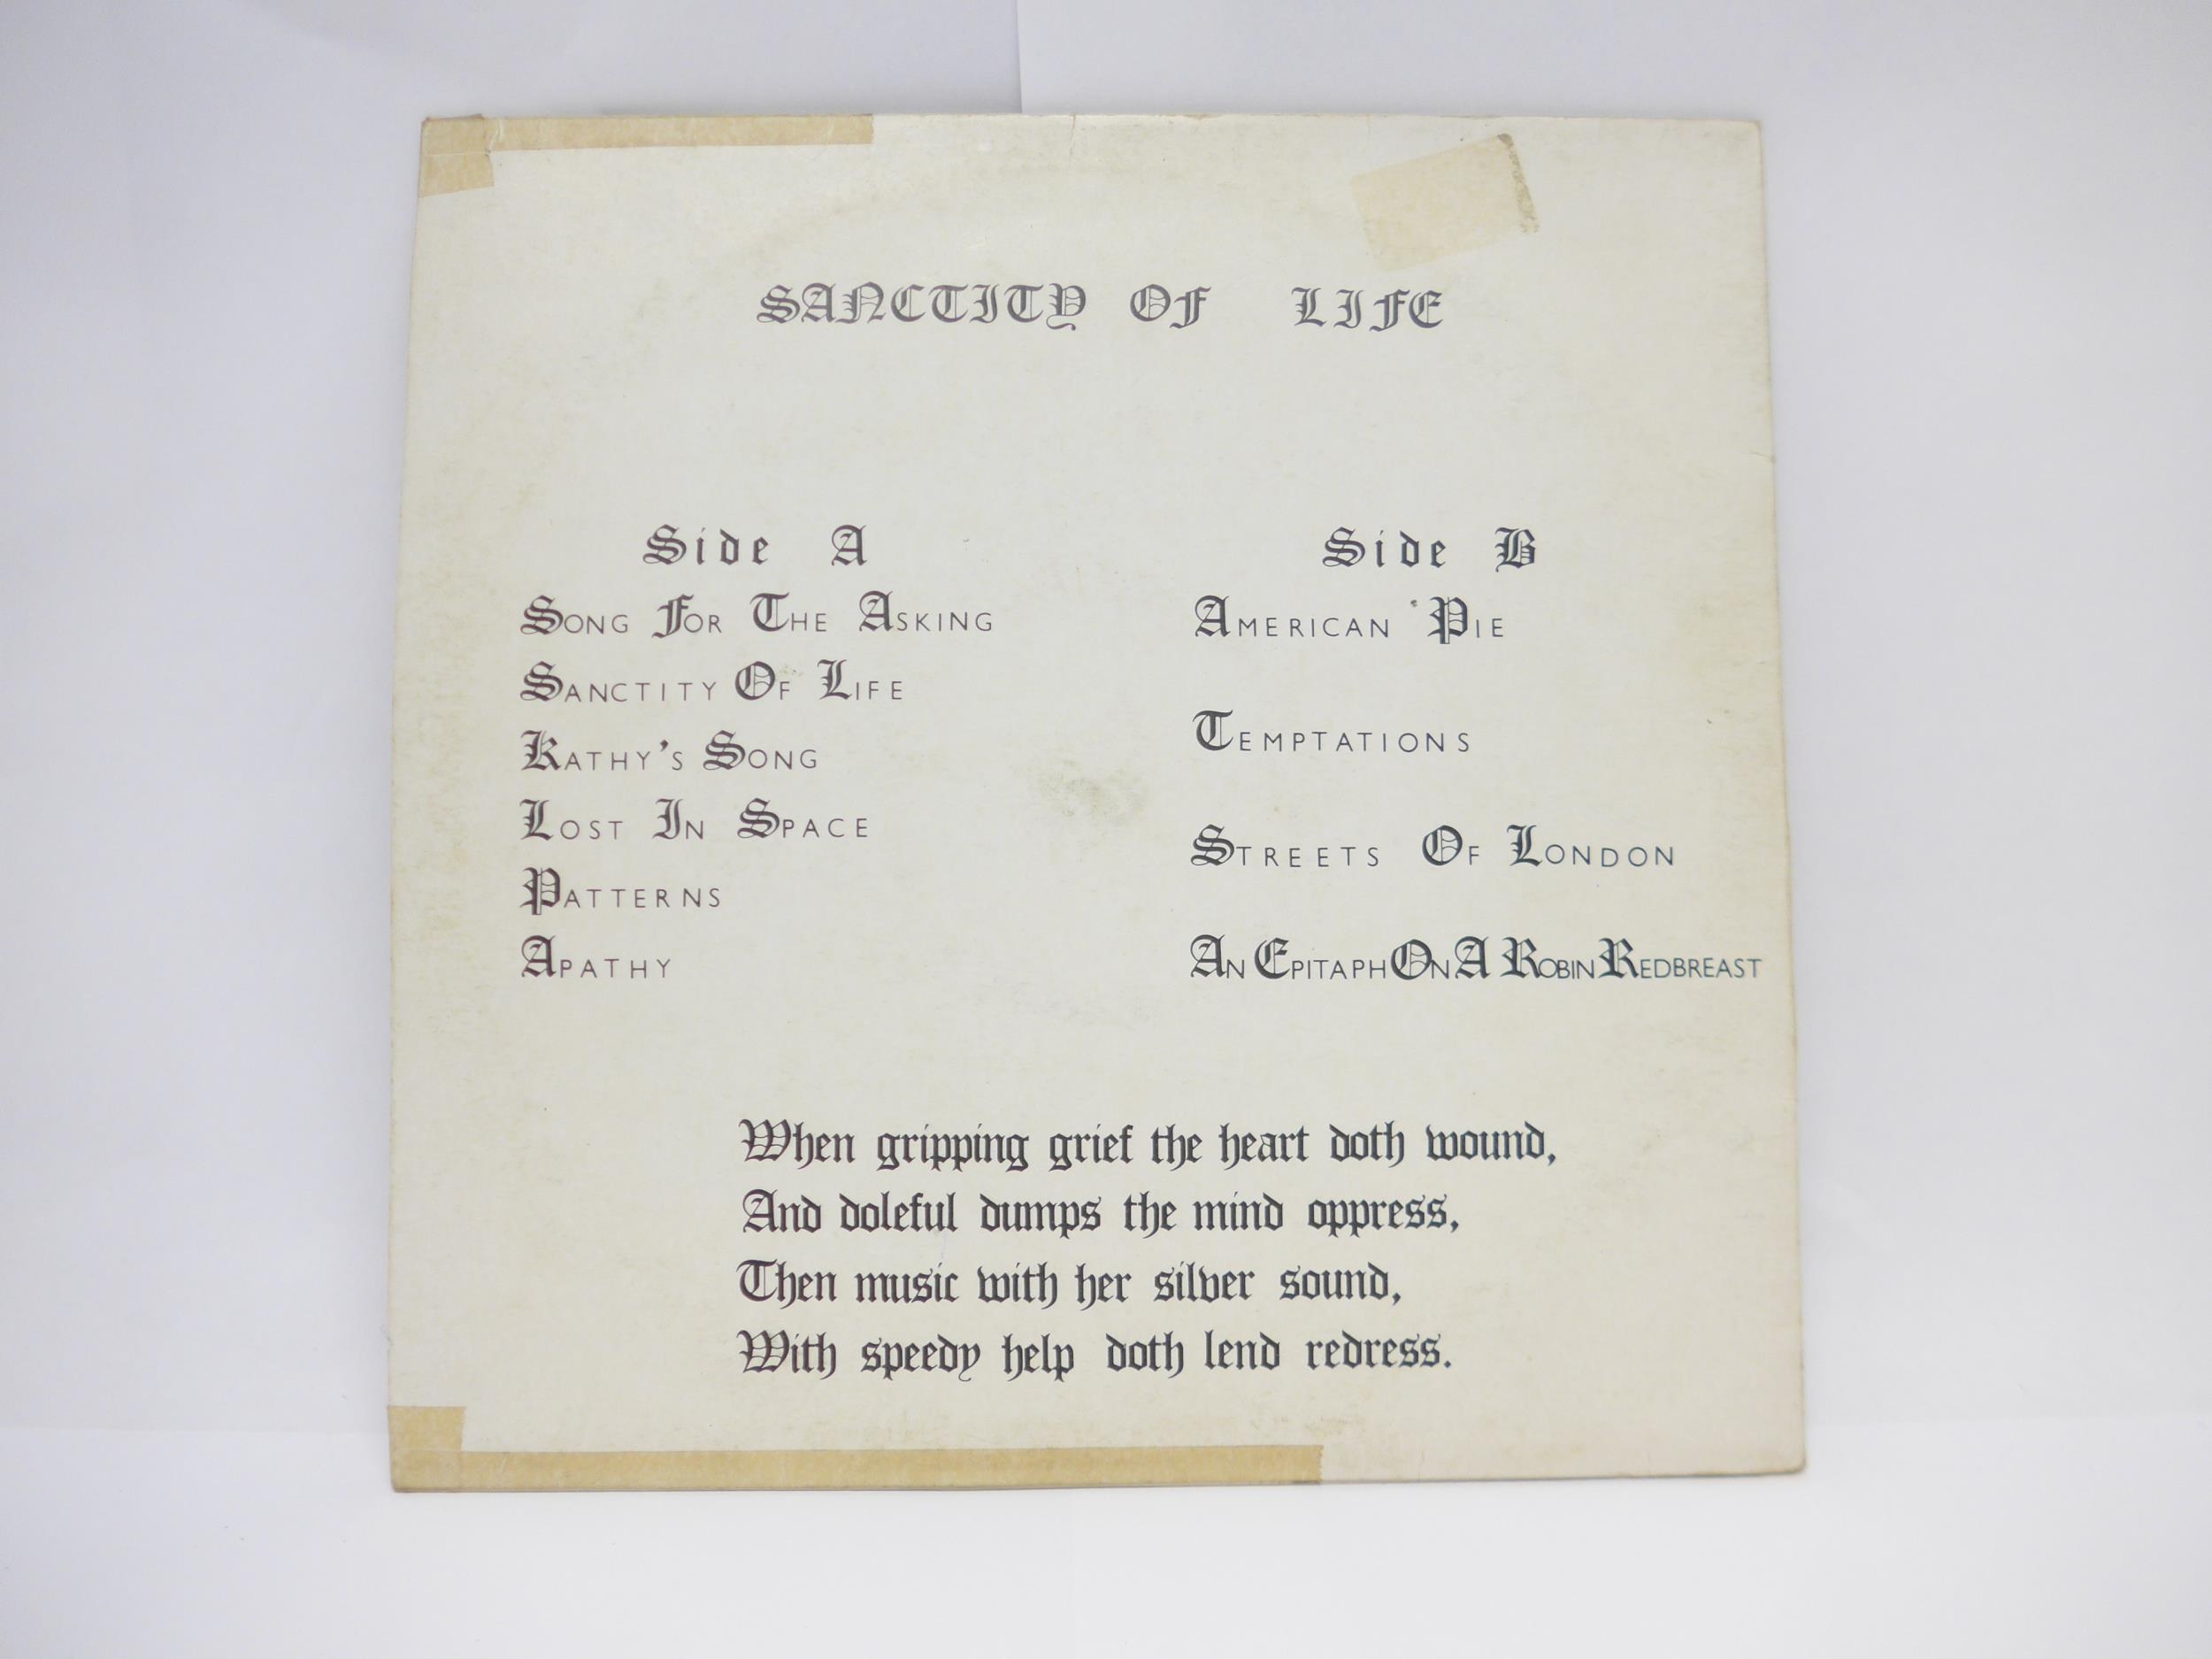 SANCTITY OF LIFE
Side A
SONG FOR THE ASKING
SANCTITY OF LIFE
KATHY'S SONG
LOST IN SPACE
PATTERNS
APATHY
Side B
AMERICAN PIE
TEMPTATIONS
STREETS OF LONDON
AN EPITAPH ON A ROBIN REDBREAST
When gripping grief the heart doth wound,
And doleful dumps the mind oppress,
Then music with her silver sound,
With speedy help doth lend redress.